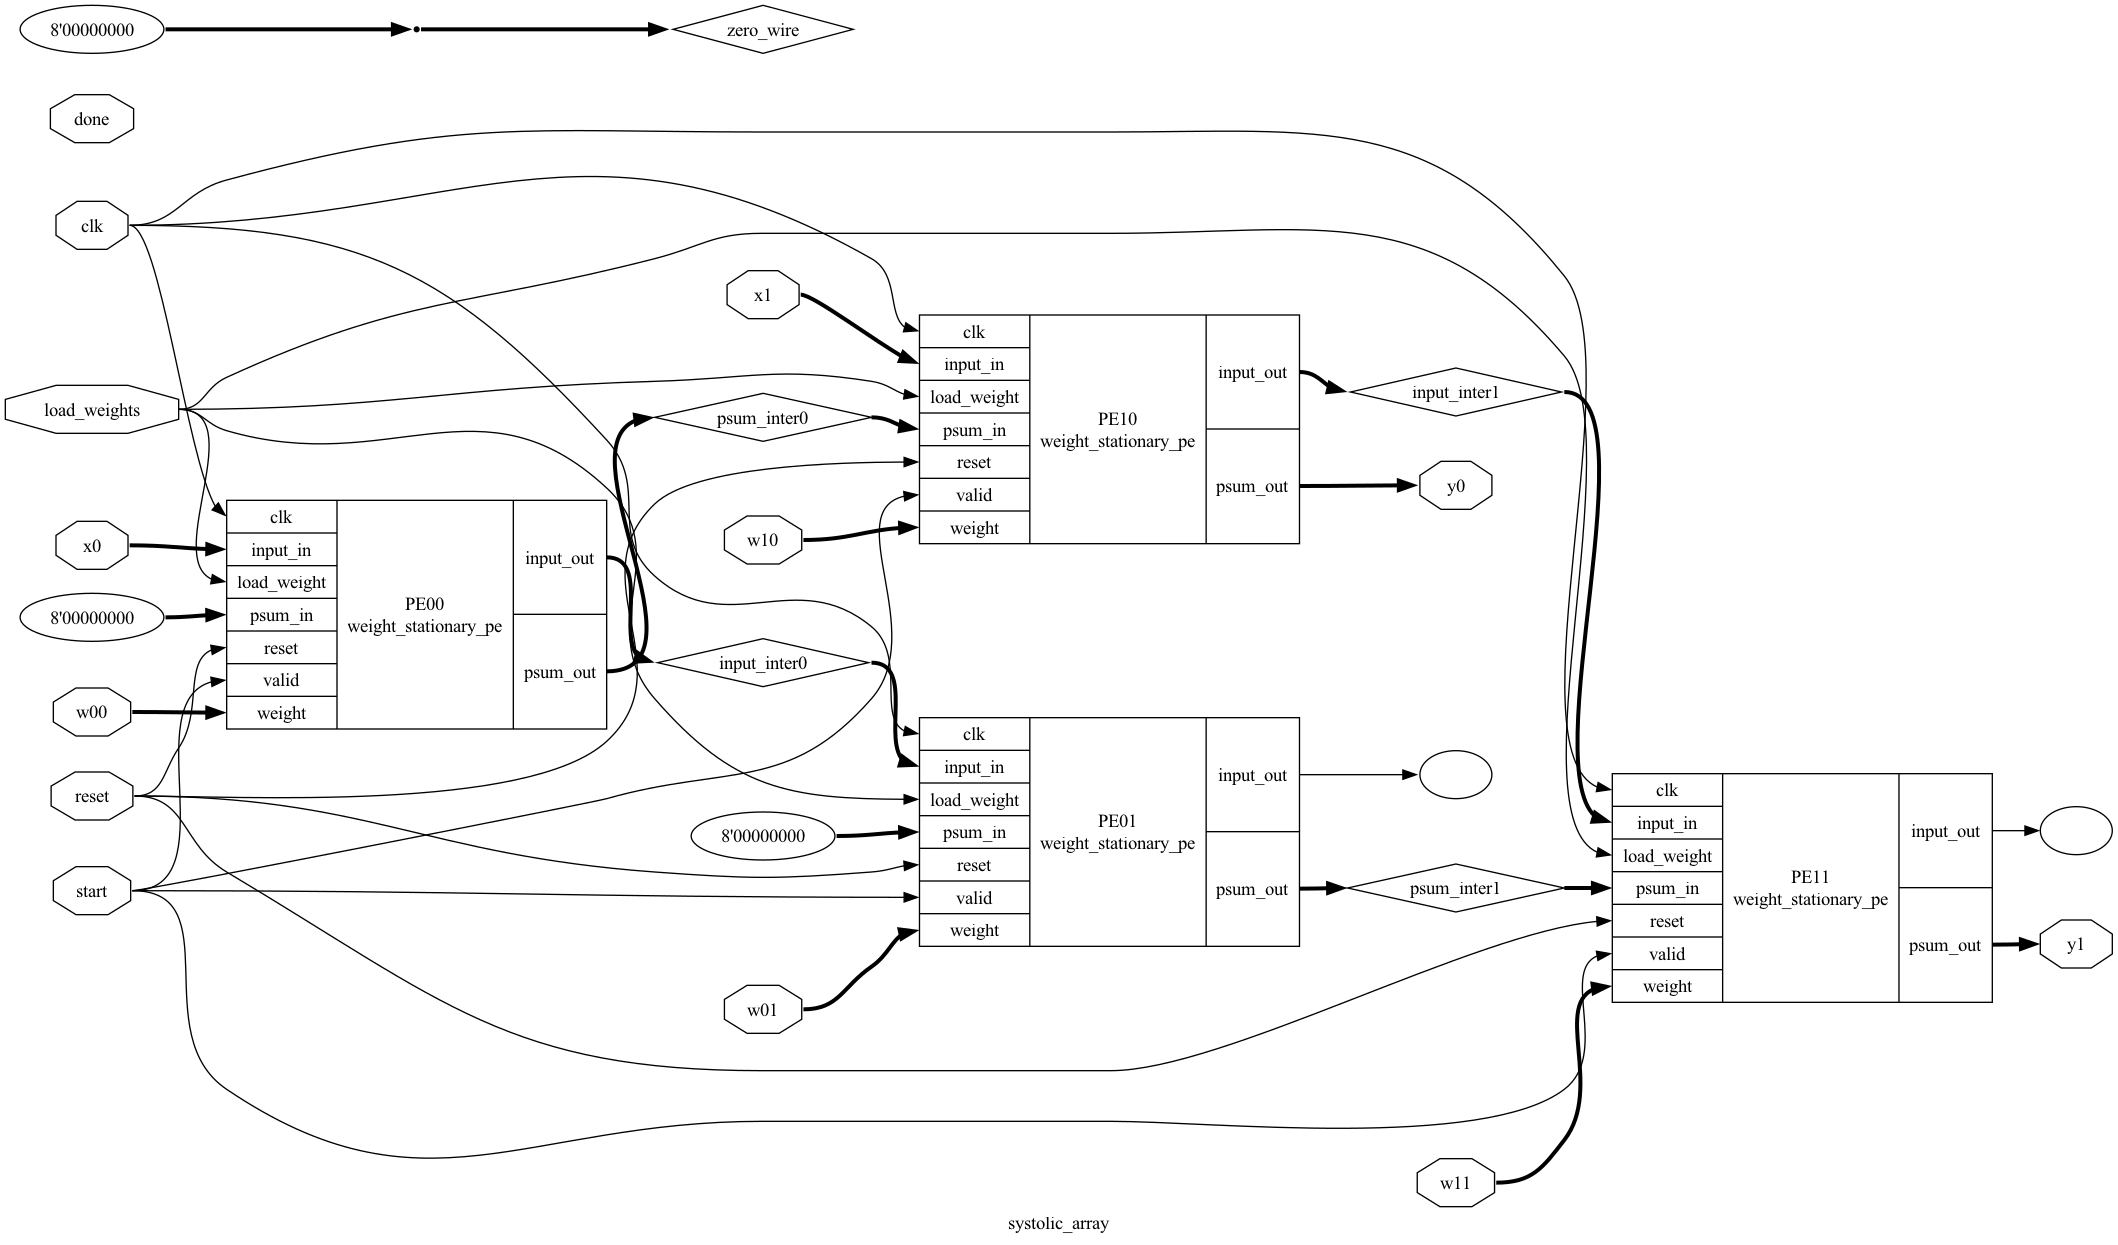 8'00000000
zero_wire
done
clk
load_weights
x0
8'00000000
w00
reset
start
clk
input_in
load_weight
psum_in
reset
valid
weight
PE00
weight_stationary_pe
input_out
psum_out
x1
psum_inter0
w10
input_inter0
8'00000000
w01
clk
input_in
load_weight
psum_in
reset
valid
weight
PE10
weight_stationary_pe
input_out
psum_out
clk
input_in
load_weight
psum_in
reset
valid
weight
PE01
weight_stationary_pe
input_out
psum_out
input_inter1
y0
psum_inter1
w11
clk
input_in
load_weight
psum_in
reset
valid
weight
PE11
weight_stationary_pe
input_out
psum_out
y1
systolic_array